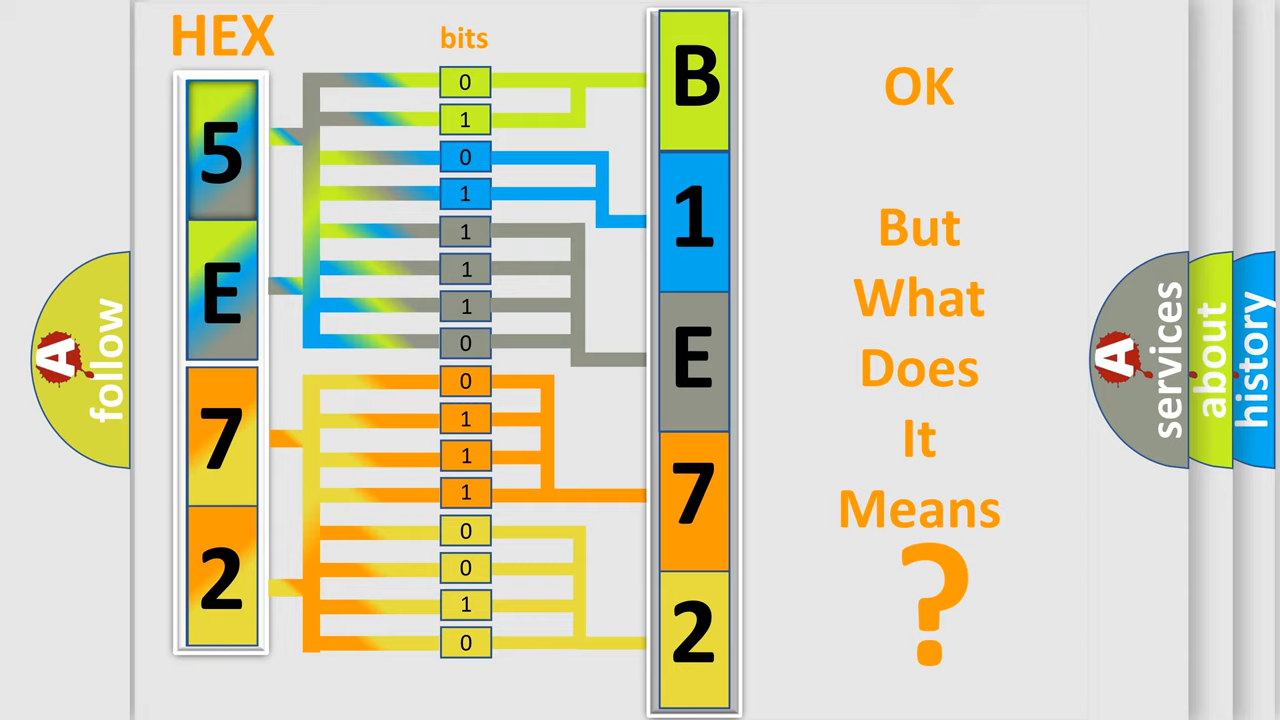 HEX
5
E
7
2
bits
0
1
0
1
1
1
1
0
0
1
1
1
0
0
1
0
B
1
E
7
2
OK
But
What
Does
It
Means
?
A
follow
A
services
about
history